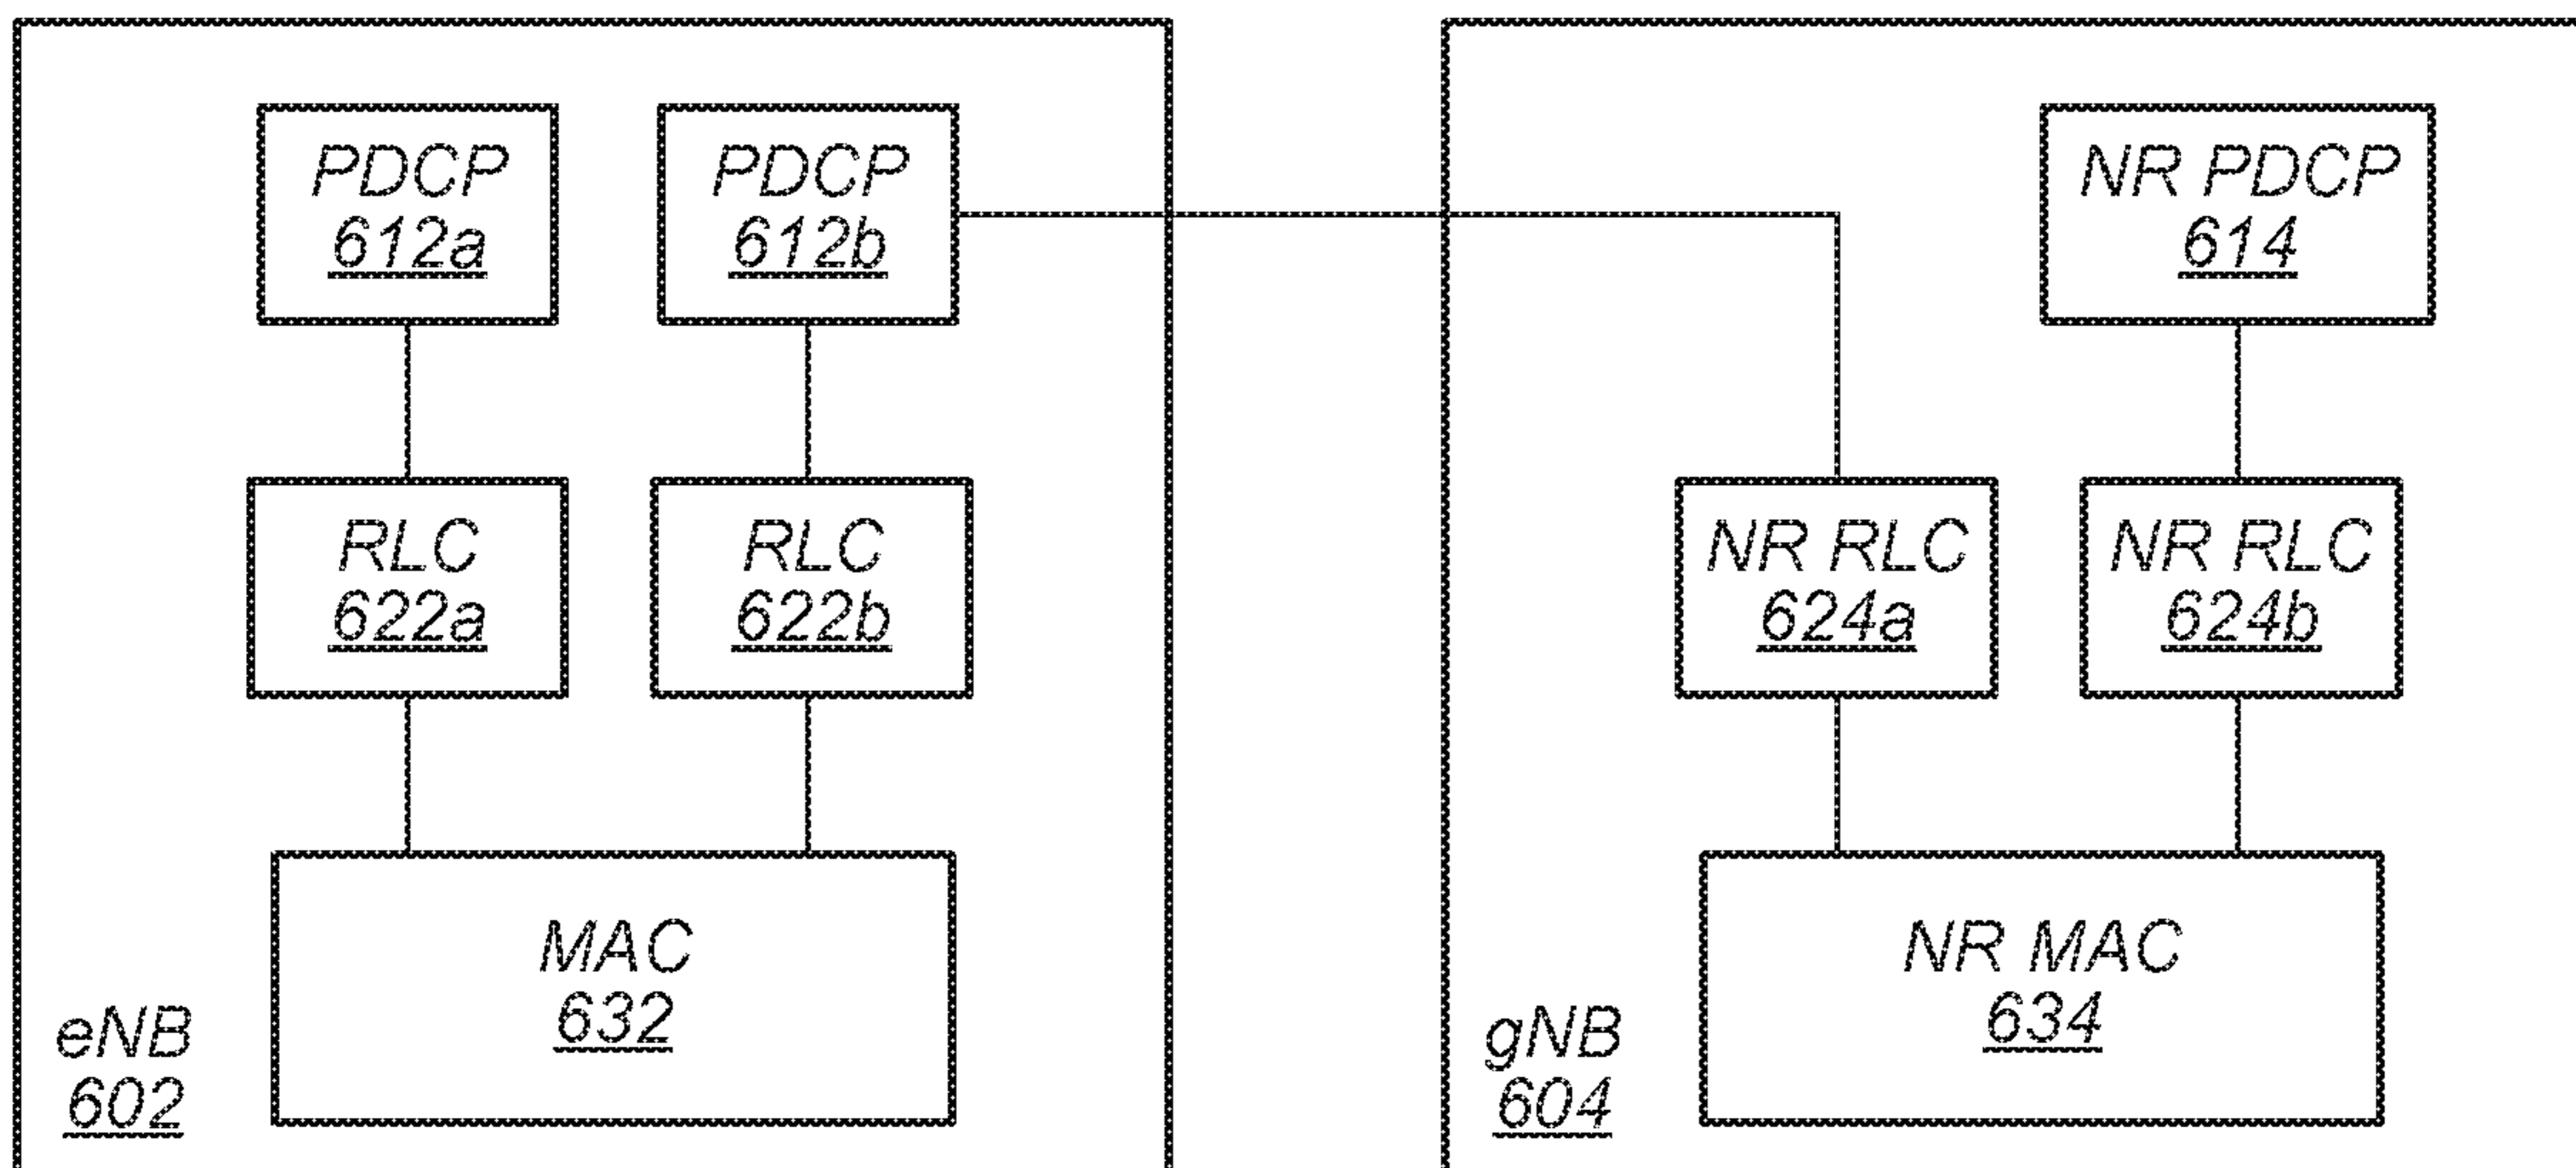 PDCP
612a
PDCP
612b
RLC
622a
RLC
622b
MAC
632
eNB
602
NR PDCP
614
NR RLC
624a
NR RLC
624b
NR MAC
634
gNB
604